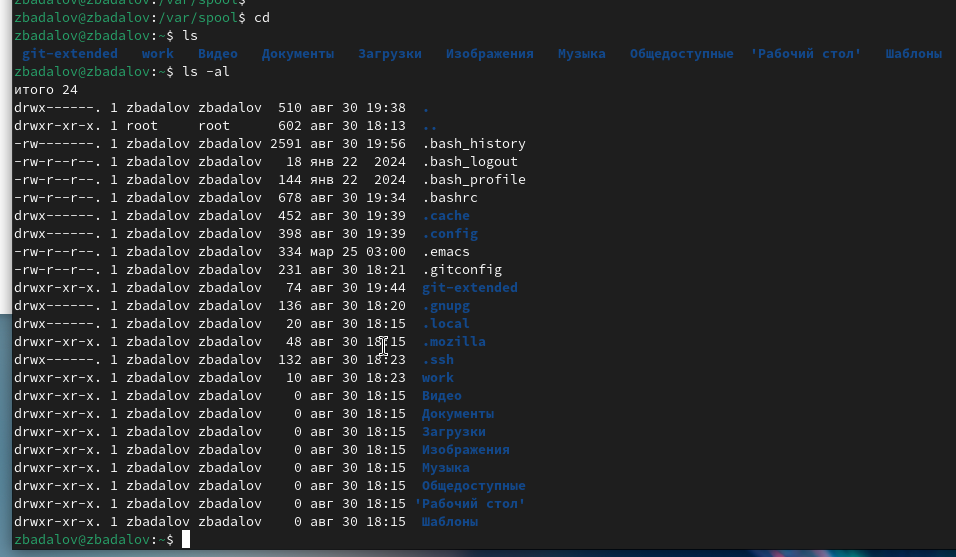 zbadalov@zbadalov:/var/spool$
zbadalov@zbadalov:/var/spool$ cd
zbadalov@zbadalov:~$ ls
git-extended work Видео Документы Загрузки Изображения Музыка Общедоступные 'Рабочий стол' Шаблоны
zbadalov@zbadalov:~$ ls -al
итого 24
drwx------. 1 zbadalov zbadalov 510 авг 30 19:38 .
drwxr-xr-x. 1 root root 602 авг 30 18:13 ..
-rw-------. 1 zbadalov zbadalov 2591 авг 30 19:56 .bash_history
-rw-r--r--. 1 zbadalov zbadalov 18 янв 22 2024 .bash_logout
-rw-r--r--. 1 zbadalov zbadalov 144 янв 22 2024 .bash_profile
-rw-r--r--. 1 zbadalov zbadalov 678 авг 30 19:34 .bashrc
drwx------. 1 zbadalov zbadalov 452 авг 30 19:39 .cache
drwx------. 1 zbadalov zbadalov 398 авг 30 19:39 .config
-rw-r--r--. 1 zbadalov zbadalov 334 мар 25 03:00 .emacs
-rw-r--r--. 1 zbadalov zbadalov 231 авг 30 18:21 .gitconfig
drwxr-xr-x. 1 zbadalov zbadalov 74 авг 30 19:44 git-extended
drwx------. 1 zbadalov zbadalov 136 авг 30 18:20 .gnupg
drwx------. 1 zbadalov zbadalov 20 авг 30 18:15 .local
drwxr-xr-x. 1 zbadalov zbadalov 48 авг 30 18:15 .mozilla
drwx------. 1 zbadalov zbadalov 132 авг 30 18:23 .ssh
drwxr-xr-x. 1 zbadalov zbadalov 10 авг 30 18:23 work
drwxr-xr-x. 1 zbadalov zbadalov 0 авг 30 18:15 Видео
drwxr-xr-x. 1 zbadalov zbadalov 0 авг 30 18:15 Документы
drwxr-xr-x. 1 zbadalov zbadalov 0 авг 30 18:15 Загрузки
drwxr-xr-x. 1 zbadalov zbadalov 0 авг 30 18:15 Изображения
drwxr-xr-x. 1 zbadalov zbadalov 0 авг 30 18:15 Музыка
drwxr-xr-x. 1 zbadalov zbadalov 0 авг 30 18:15 Общедоступные
drwxr-xr-x. 1 zbadalov zbadalov 0 авг 30 18:15 'Рабочий стол'
drwxr-xr-x. 1 zbadalov zbadalov 0 авг 30 18:15 Шаблоны
zbadalov@zbadalov:~$